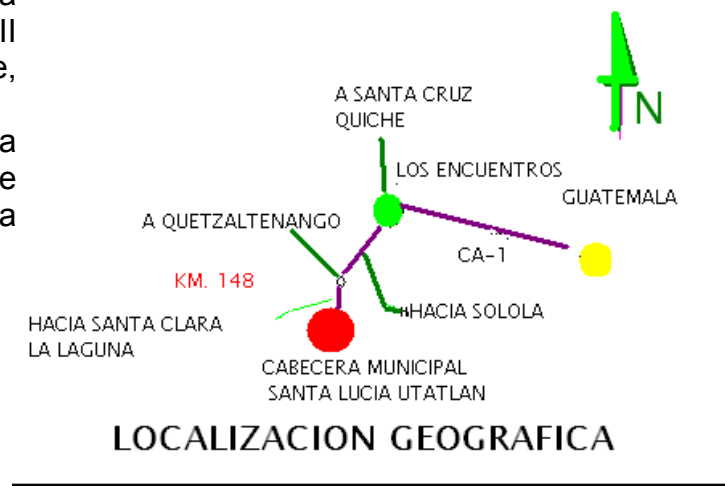 a
ll
e,
a
e
a
N
A SANTA CRUZ
QUICHE
LOS ENCUENTROS
GUATEMALA
A QUETZALTENANGO
CA-1
KM. 148
HACIA SOLOLA
HACIA SANTA CLARA
LA LAGUNA
CABECERA MUNICIPAL
SANTA LUCIA UTATLAN
LOCALIZACION GEOGRAFICA